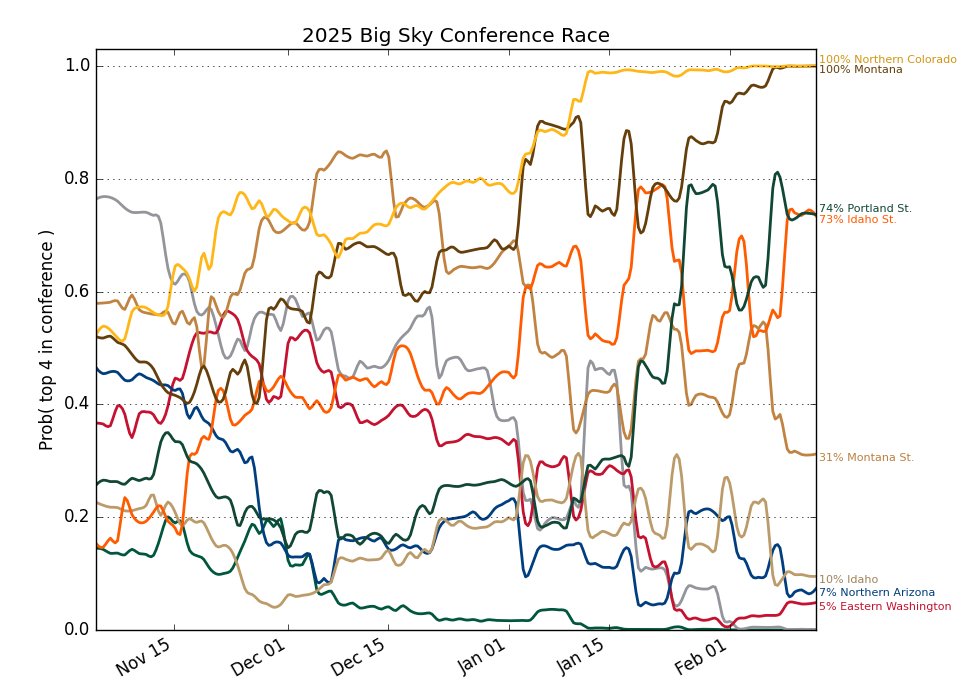 2025 Big Sky Conference Race
Prob( top 4 in conference )
1.0
0.8
0.6
0.4
0.2
0.0
Nov 15
Dec 01
Dec 15
Jan 01
Jan 15
Feb 01
100% Northern Colorado
100% Montana
74% Portland St.
73% Idaho St.
31% Montana St.
10% Idaho
7% Northern Arizona
5% Eastern Washington